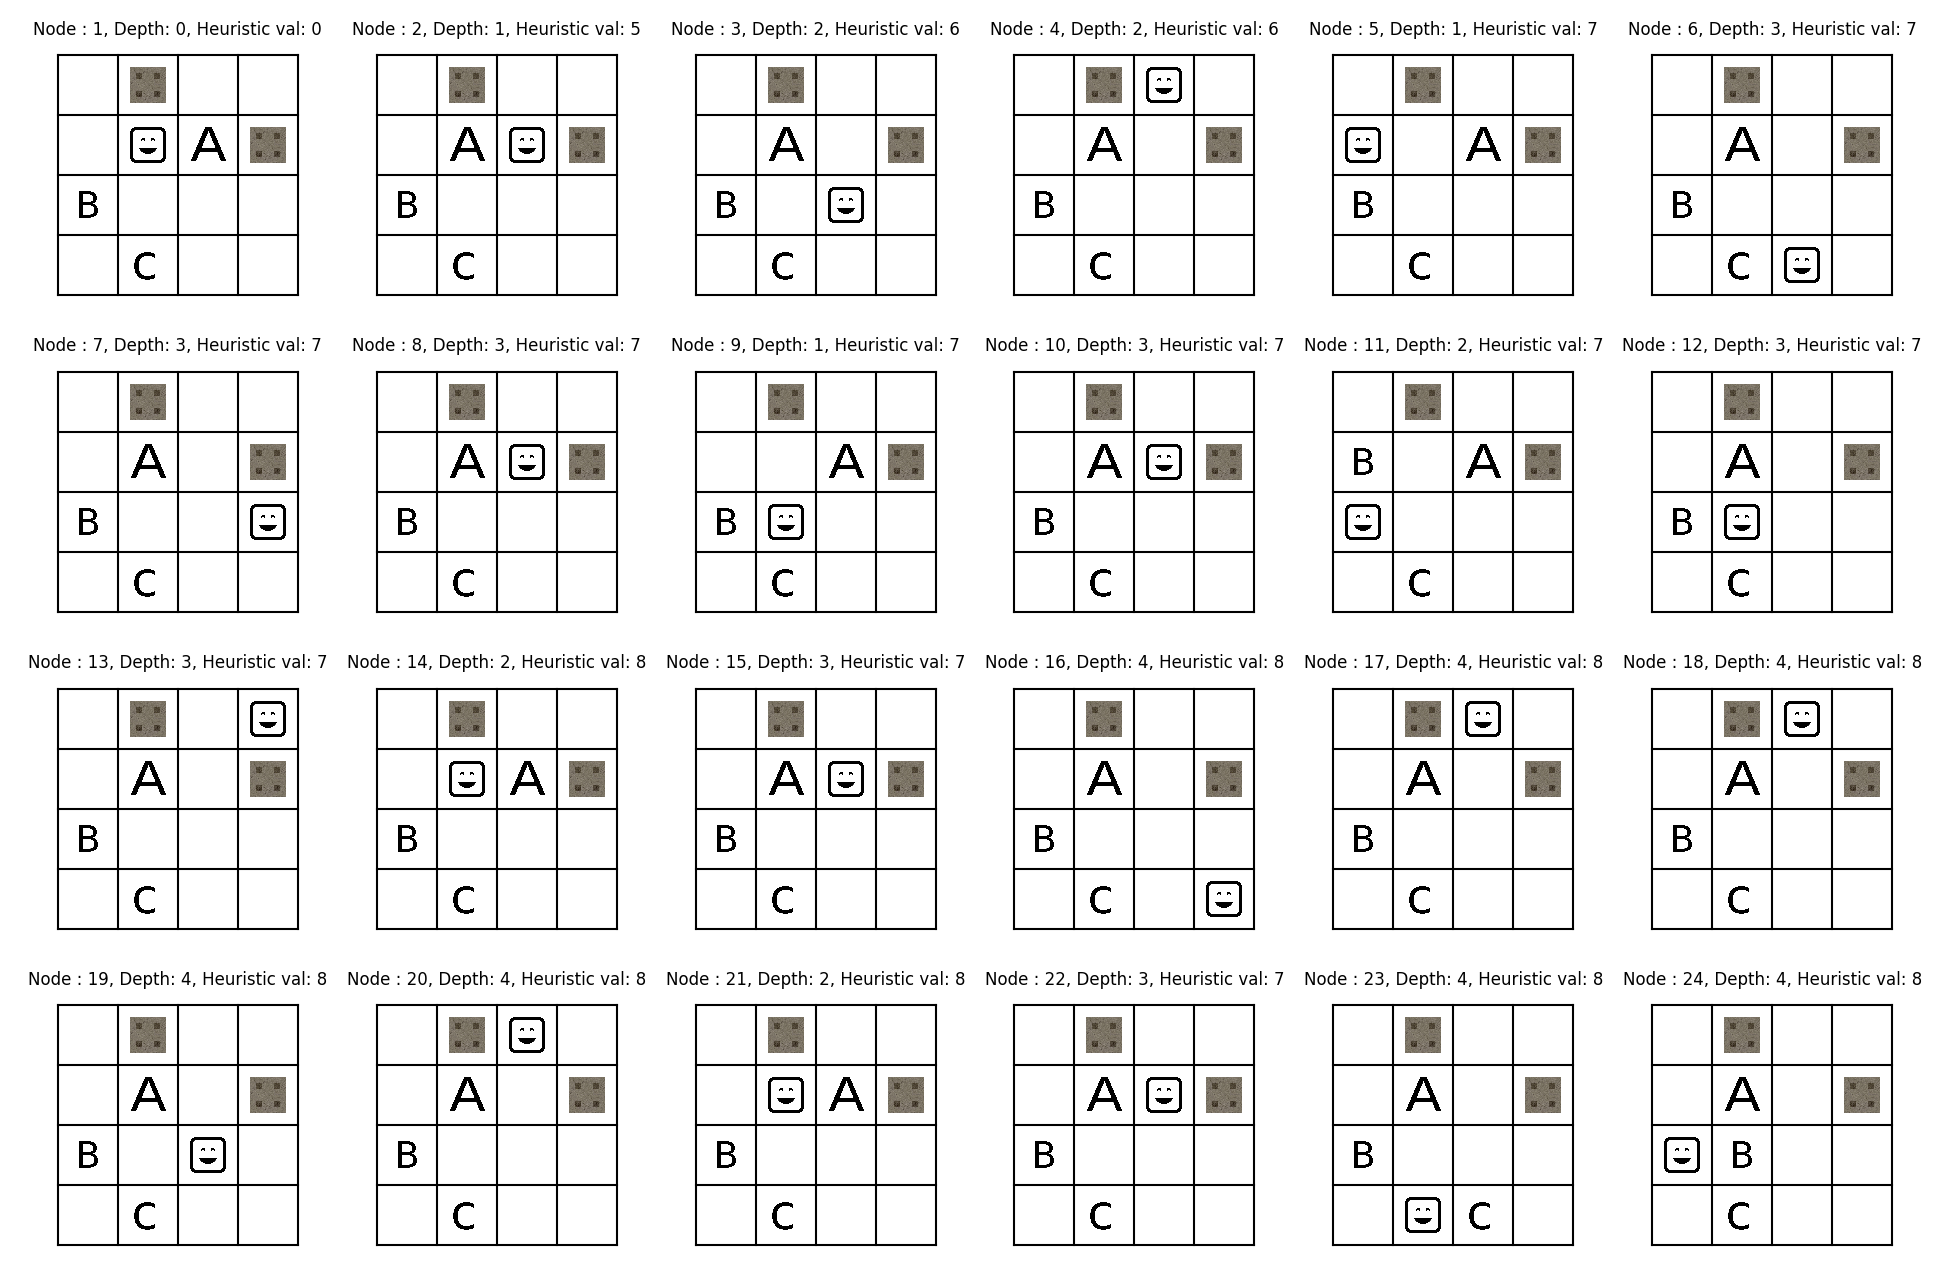 Node : 1, Depth: 0, Heuristic val: 0 Node : 2, Depth: 1, Heuristic val: 5 Node : 3, Depth: 2, Heuristic val: 6 Node : 4, Depth: 2, Heuristic val: 6 Node : 5, Depth: 1, Heuristic val: 7 Node : 6, Depth: 3, Heuristic val: 7
A A A A A A
B B B B B B
C C C C C C
Node : 7, Depth: 3, Heuristic val: 7 Node : 8, Depth: 3, Heuristic val: 7 Node : 9, Depth: 1, Heuristic val: 7 Node : 10, Depth: 3, Heuristic val: 7 Node : 11, Depth: 2, Heuristic val: 7 Node : 12, Depth: 3, Heuristic val: 7
A A A A B A A
B B B B B
C C C C C C
Node : 13, Depth: 3, Heuristic val: 7 Node : 14, Depth: 2, Heuristic val: 8 Node : 15, Depth: 3, Heuristic val: 7 Node : 16, Depth: 4, Heuristic val: 8 Node : 17, Depth: 4, Heuristic val: 8 Node : 18, Depth: 4, Heuristic val: 8
A A A A A A
B B B B B B
C C C C C C
Node : 19, Depth: 4, Heuristic val: 8 Node : 20, Depth: 4, Heuristic val: 8 Node : 21, Depth: 2, Heuristic val: 8 Node : 22, Depth: 3, Heuristic val: 7 Node : 23, Depth: 4, Heuristic val: 8 Node : 24, Depth: 4, Heuristic val: 8
A A A A A A
B B B B B B
C C C C C C